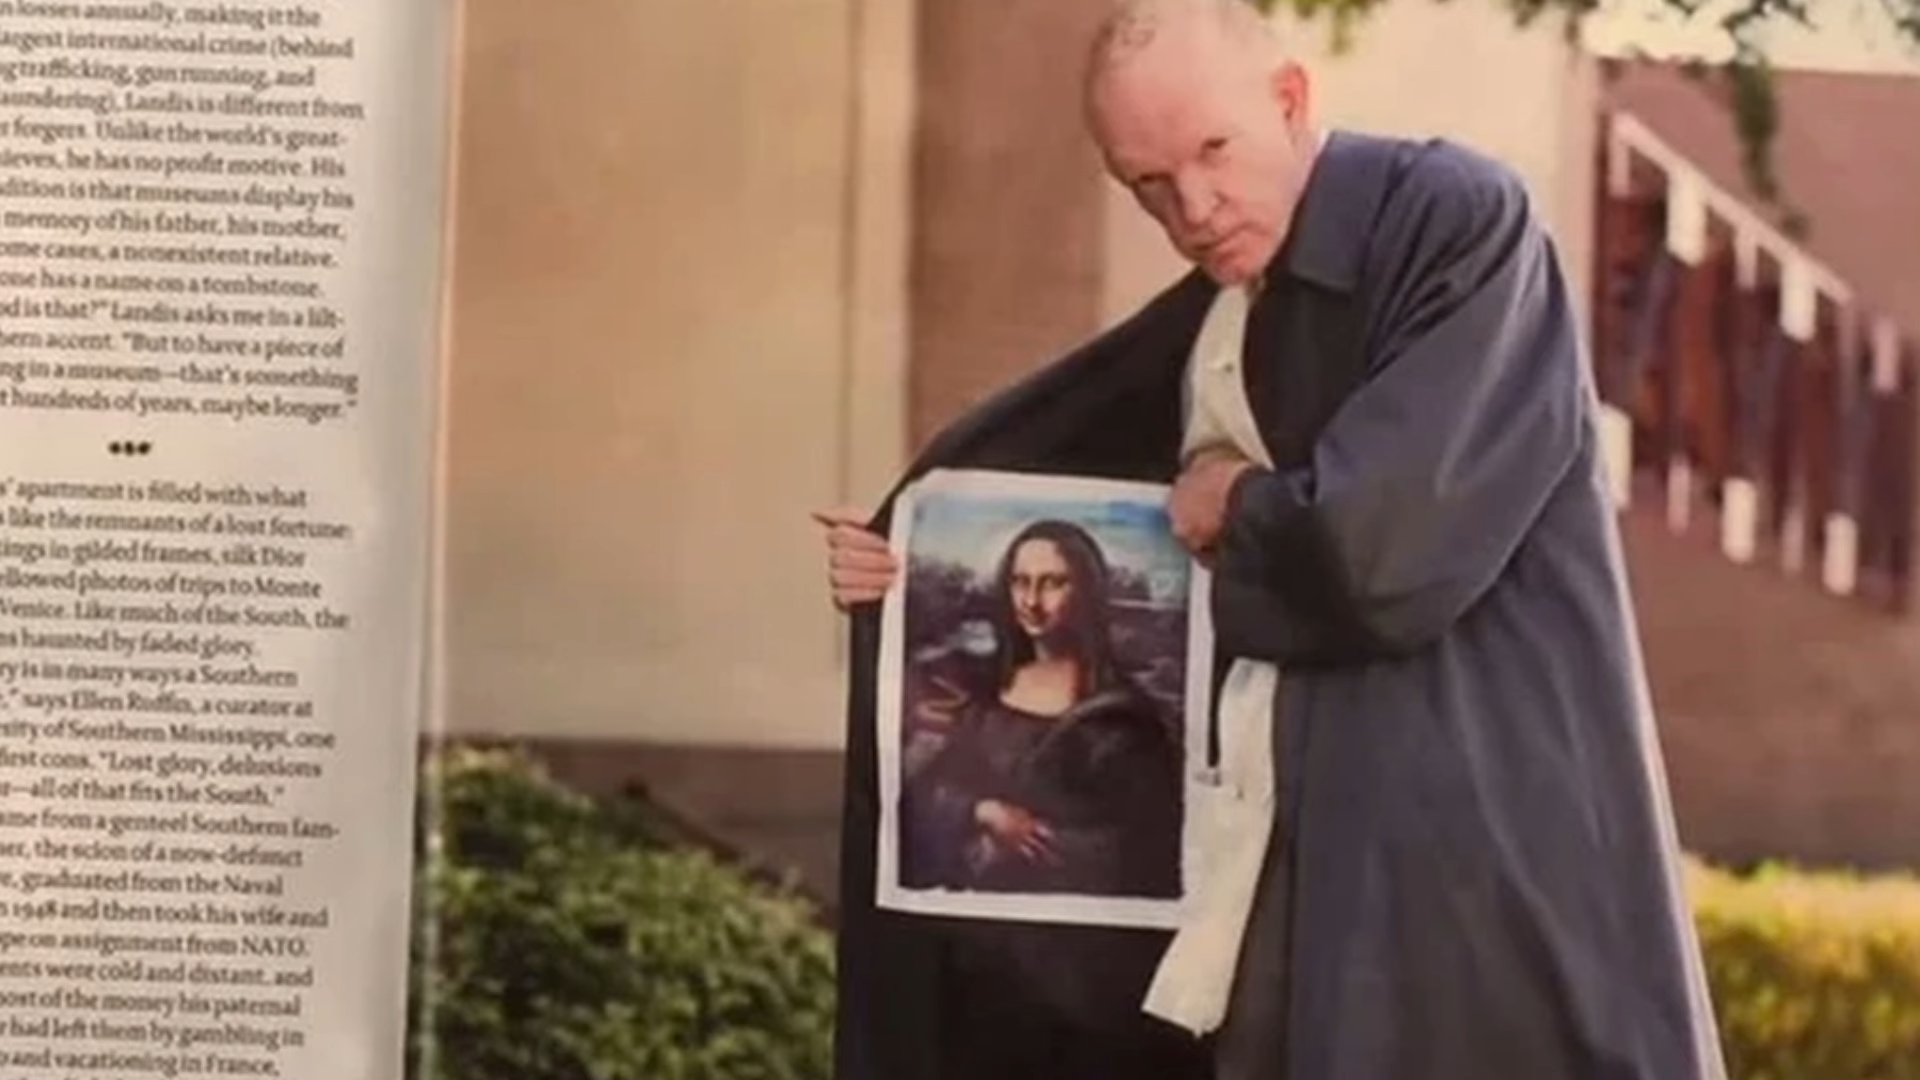 n losses annually, making it the
argest international crime (behind
g trafficking, gun running, and
aundering), Landis is different from
r forgers. Unlike the world's great-
ieves, he has no profit motive. His
dition is that museums display his
memory of his father, his mother,
ome cases, a nonexistent relative.
one has a name on a tombstone.
od is that?" Landis asks me in a lilt-
hern accent. "But to have a piece of
ng in a museum—that's something
t hundreds of years, maybe longer."
s' apartment is filled with what
s like the remnants of a lost fortune:
tings in gilded frames, silk Dior
ellowed photos of trips to Monte
Venice. Like much of the South, the
ms haunted by faded glory.
ry is in many ways a Southern
," says Ellen Ruffin, a curator at
rsity of Southern Mississippi, one
first cons. "Lost glory, delusions
ur—all of that fits the South."
ame from a genteel Southern fam-
her, the scion of a now-defunct
e, graduated from the Naval
n 1948 and then took his wife and
ope on assignment from NATO.
ents were cold and distant, and
most of the money his paternal
r had left them by gambling in
o and vacationing in France,